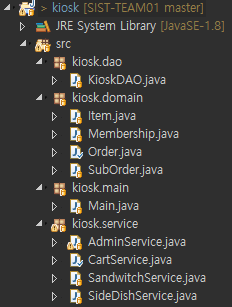 > kiosk [SIST-TEAM01 master]
JRE System Library [JavaSE-1.8]
src
kiosk.dao
KioskDAO.java
kiosk.domain
Item.java
Membership.java
Order.java
SubOrder.java
kiosk.main
Main.java
kiosk.service
AdminService.java
CartService.java
SandwitchService.java
SideDishService.java